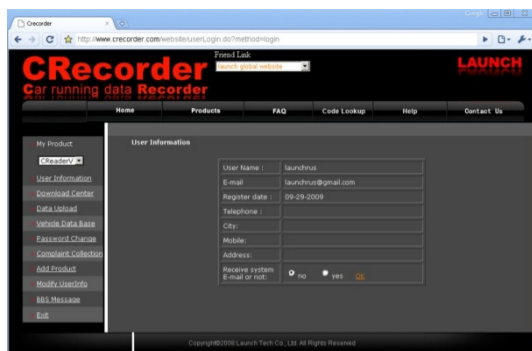 Crecorder
http://www.crecorder.com/website/userLogin.do?method=login
CRecorder
Car running data Recorder
Friend Link
launch global website
LAUNCH
Home Products FAQ Code Lookup Help Contact Us
My Product
CReaderV
User Information
Download Center
Data Upload
Vehicle Data Base
Password Change
Complaint Collection
Add Product
Modify UserInfo
BBS Message
Exit
User Information
User Name : launchrus
E-mail launchrus@gmail.com
Register date : 09-29-2009
Telephone :
City:
Mobile:
Address:
Receive system
E-mail or not: no yes OK
Copyright©2008 Launch Tech Co., Ltd. All Rights Reserved